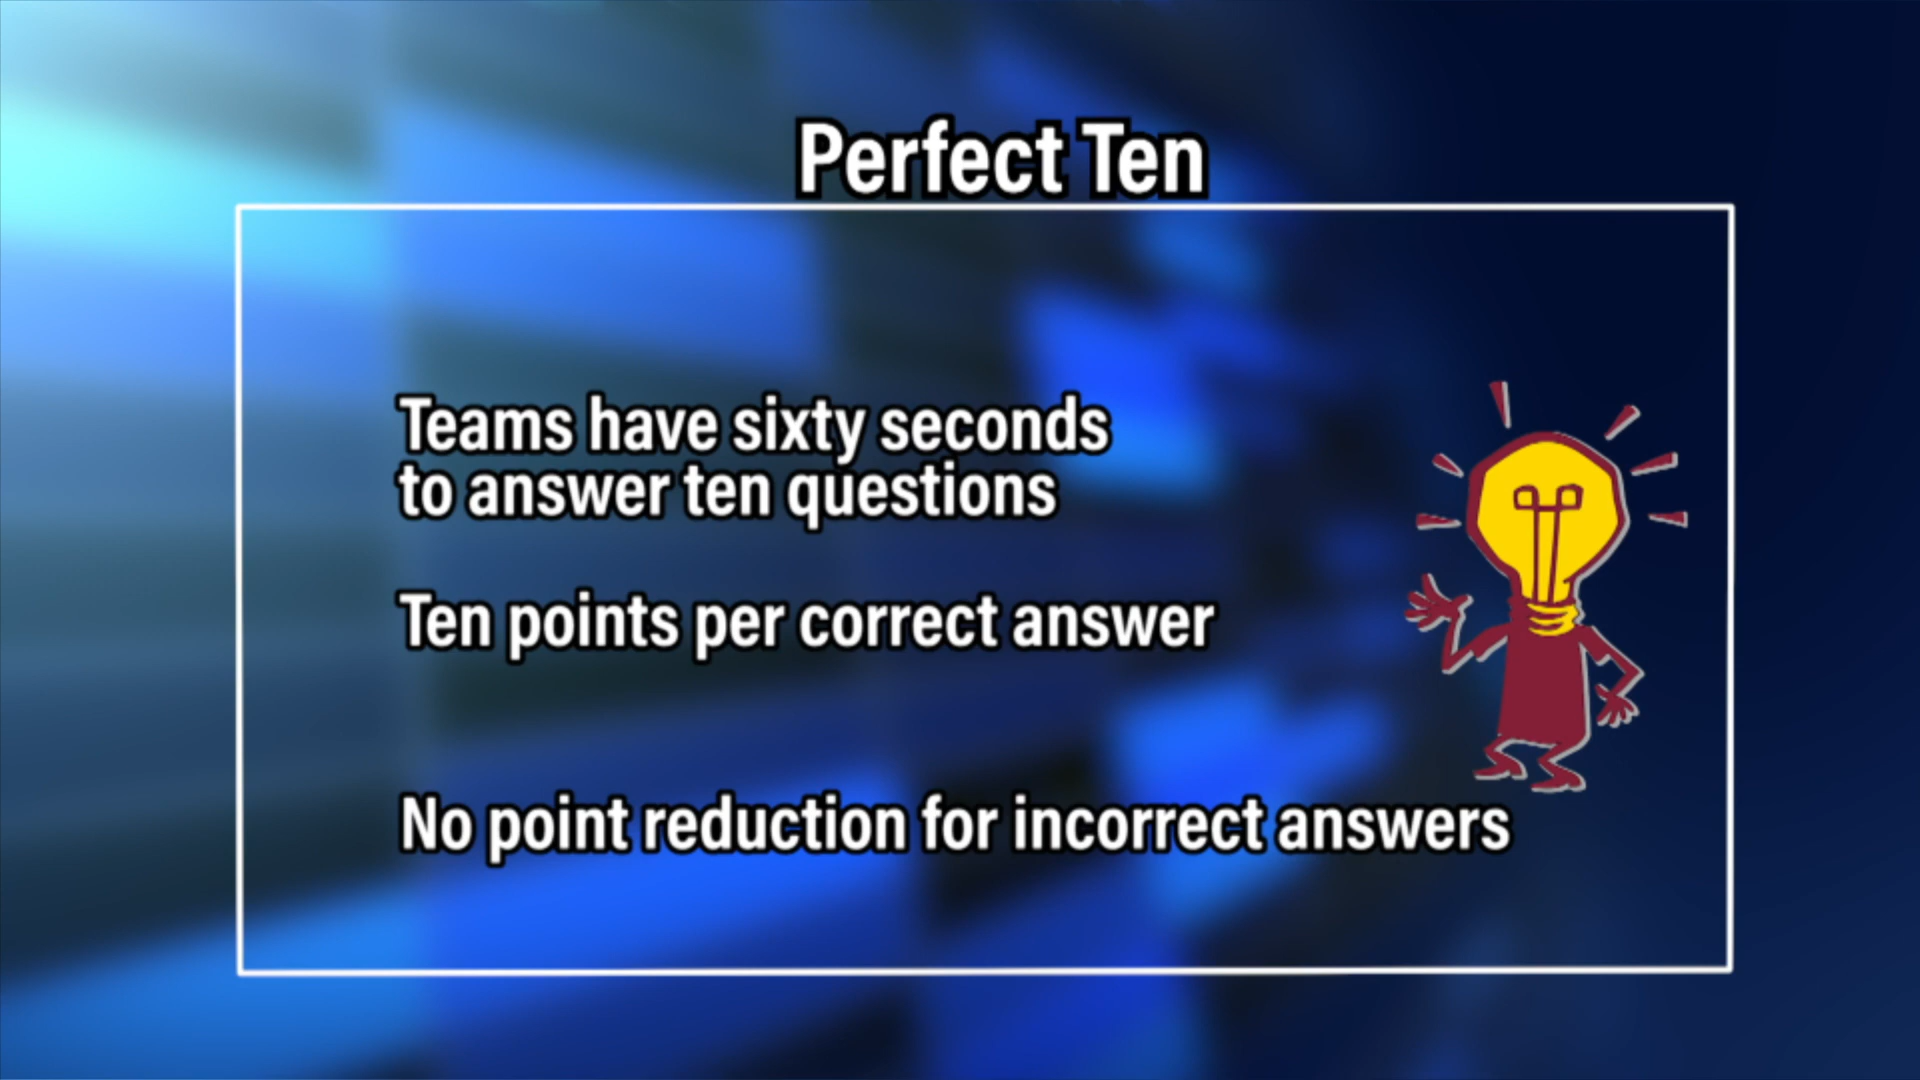 Perfect Ten
Teams have sixty seconds
to answer ten questions
Ten points per correct answer
No point reduction for incorrect answers